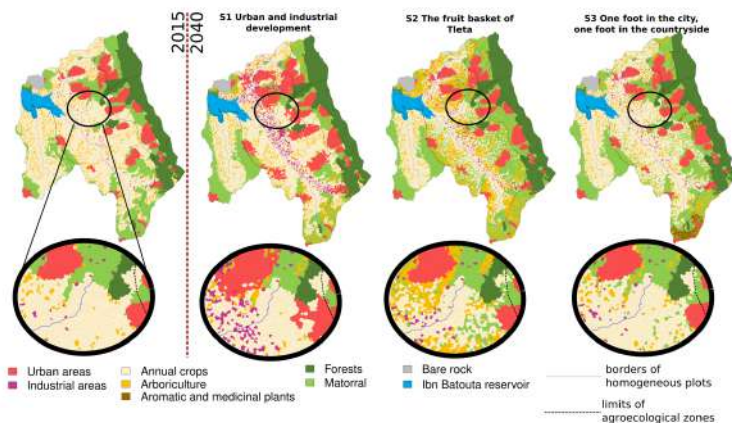 2015
2040
S1 Urban and industrial
development
S2 The fruit basket of
Tleta
S3 One foot in the city,
one foot in the countryside
Urban areas
Industrial areas
Annual crops
Arboriculture
Aromatic and medicinal plants
Forests
Matorral
Bare rock
Ibn Batouta reservoir
borders of
homogeneous plots
limits of
agroecological zones